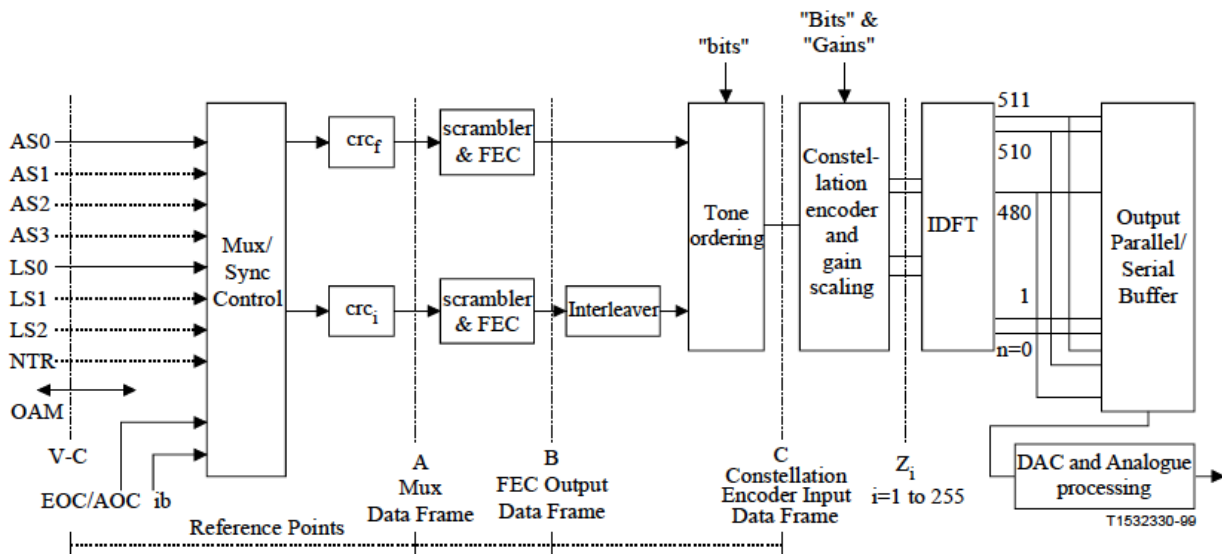 "bits"
"Bits" &
"Gains"
AS0
AS1
AS2
AS3
LS0
LS1
LS2
NTR
OAM
V-C
EOC/AOC
ib
Mux/
Sync
Control
crcf
crci
scrambler
& FEC
scrambler
& FEC
Interleaver
Tone
ordering
Constel-
lation
encoder
and
gain
scaling
IDFT
511
510
480
1
n=0
Output
Parallel/
Serial
Buffer
DAC and Analogue
processing
A
Mux
Data Frame
B
FEC Output
Data Frame
C
Constellation
Encoder Input
Data Frame
Zi
i=1 to 255
Reference Points
T1532330-99